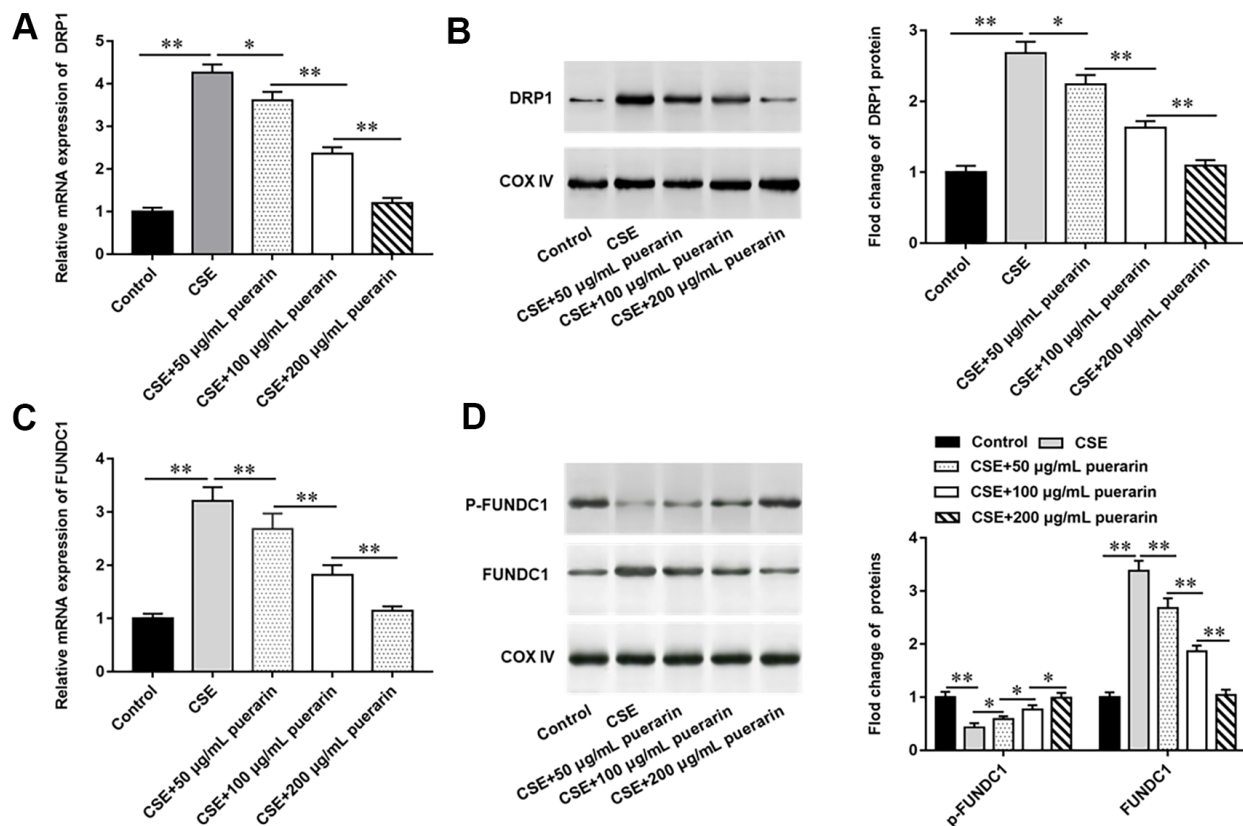 A
Relative mRNA expression of DRP1
5
4
3
2
1
0
** * ** **
Control
CSE
CSE+50 μg/mL puerarin
CSE+100 μg/mL puerarin
CSE+200 μg/mL puerarin
B
DRP1
COX IV
Control
CSE
CSE+50 μg/mL puerarin
CSE+100 μg/mL puerarin
CSE+200 μg/mL puerarin
Flod change of DRP1 protein
3
2
1
0
** * ** **
Control
CSE
CSE+50 μg/mL puerarin
CSE+100 μg/mL puerarin
CSE+200 μg/mL puerarin
C
Relative mRNA expression of FUNDC1
4
3
2
1
0
** ** ** **
Control
CSE
CSE+50 μg/mL puerarin
CSE+100 μg/mL puerarin
CSE+200 μg/mL puerarin
D
P-FUNDC1
FUNDC1
COX IV
Control
CSE
CSE+50 μg/mL puerarin
CSE+100 μg/mL puerarin
CSE+200 μg/mL puerarin
Control CSE
CSE+50 μg/mL puerarin
CSE+100 μg/mL puerarin
CSE+200 μg/mL puerarin
Flod change of proteins
4
3
2
1
0
** * * *
** ** ** **
p-FUNDC1
FUNDC1